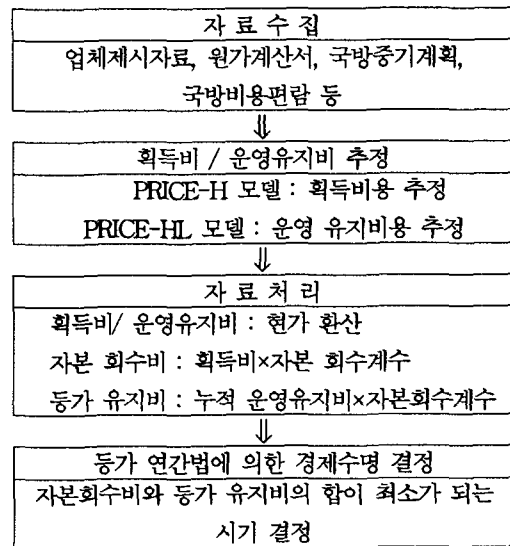 자 료 수 집
업체제시자료, 원가계산서, 국방중기계획,
국방비용편람 등
⇓
획득비 / 운영유지비 추정
PRICE-H 모델 : 획득비용 추정
PRICE-HL 모델 : 운영 유지비용 추정
⇓
자 료 처 리
획득비/ 운영유지비 : 현가 환산
자본 회수비 : 획득비×자본 회수계수
등가 유지비 : 누적 운영유지비×자본회수계수
⇓
등가 연간법에 의한 경제수명 결정
자본회수비와 등가 유지비의 합이 최소가 되는
시기 결정